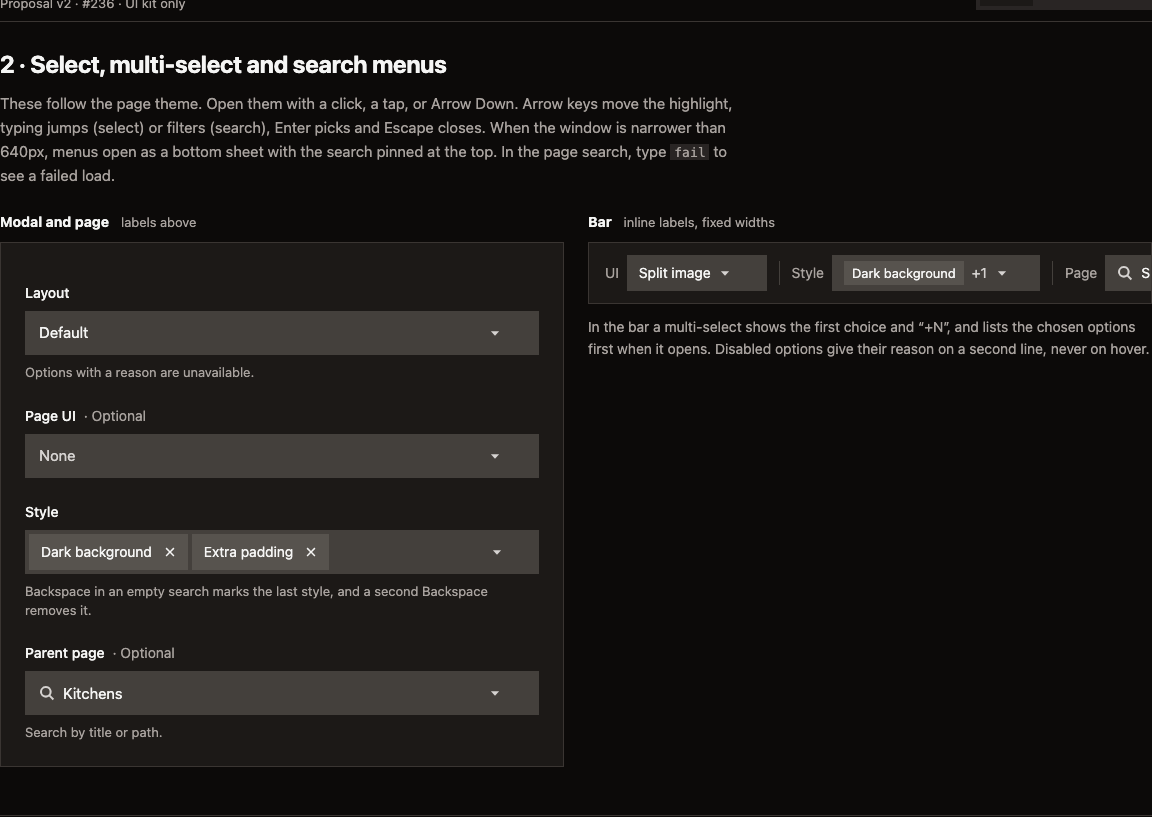 Proposal v2 · #236 · UI kit only
2 · Select, multi-select and search menus
These follow the page theme. Open them with a click, a tap, or Arrow Down. Arrow keys move the highlight,
typing jumps (select) or filters (search), Enter picks and Escape closes. When the window is narrower than
640px, menus open as a bottom sheet with the search pinned at the top. In the page search, type fail to
see a failed load.
Modal and page labels above
Layout
Default
Options with a reason are unavailable.
Page UI · Optional
None
Style
Dark background ✕ Extra padding ✕
Backspace in an empty search marks the last style, and a second Backspace
removes it.
Parent page · Optional
Kitchens
Search by title or path.
Bar inline labels, fixed widths
UI Split image Style Dark background +1 Page S
In the bar a multi-select shows the first choice and “+N”, and lists the chosen options
first when it opens. Disabled options give their reason on a second line, never on hover.